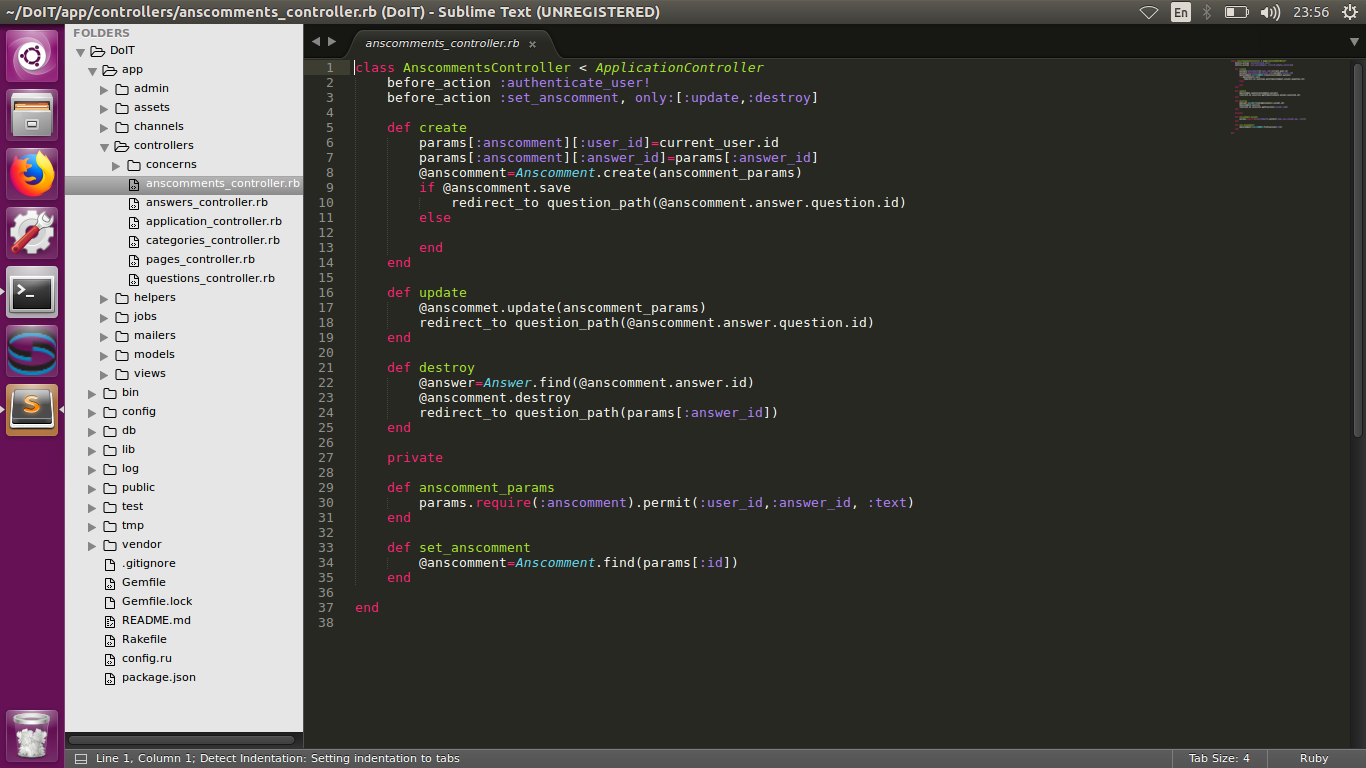 ~/DoIT/app/controllers/anscomments_controller.rb (DoIT) - Sublime Text (UNREGISTERED)
En
23:56
FOLDERS
DoIT
app
admin
assets
channels
controllers
concerns
anscomments_controller.rb
answers_controller.rb
application_controller.rb
categories_controller.rb
pages_controller.rb
questions_controller.rb
helpers
jobs
mailers
models
views
bin
config
db
lib
log
public
test
tmp
vendor
.gitignore
Gemfile
Gemfile.lock
README.md
Rakefile
config.ru
package.json
anscomments_controller.rb ×
1 class AnscommentsController < ApplicationController
2     before_action :authenticate_user!
3     before_action :set_anscomment, only:[:update,:destroy]
4
5     def create
6         params[:anscomment][:user_id]=current_user.id
7         params[:anscomment][:answer_id]=params[:answer_id]
8         @anscomment=Anscomment.create(anscomment_params)
9         if @anscomment.save
10             redirect_to question_path(@anscomment.answer.question.id)
11         else
12
13         end
14     end
15
16     def update
17         @anscommet.update(anscomment_params)
18         redirect_to question_path(@anscomment.answer.question.id)
19     end
20
21     def destroy
22         @answer=Answer.find(@anscomment.answer.id)
23         @anscomment.destroy
24         redirect_to question_path(params[:answer_id])
25     end
26
27     private
28
29     def anscomment_params
30         params.require(:anscomment).permit(:user_id,:answer_id, :text)
31     end
32
33     def set_anscomment
34         @anscomment=Anscomment.find(params[:id])
35     end
36
37 end
38
Line 1, Column 1; Detect Indentation: Setting indentation to tabs
Tab Size: 4
Ruby